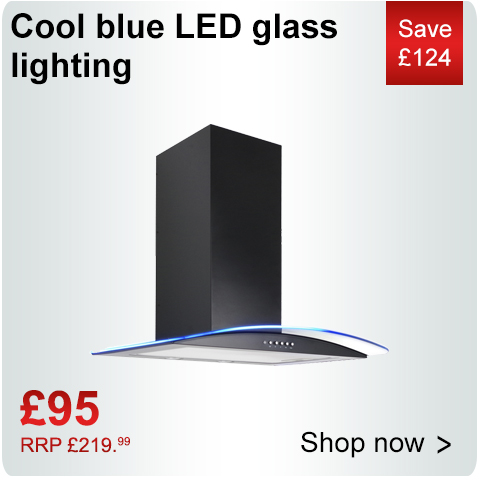 Cool blue LED glass
lighting
Save
£124
£95
RRP £219.99
Shop now >